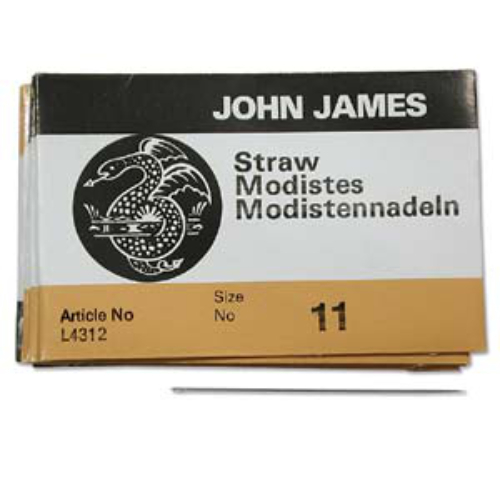 JOHN JAMES
Straw
Modistes
Modistennadeln
Article No
L4312
Size
No
11